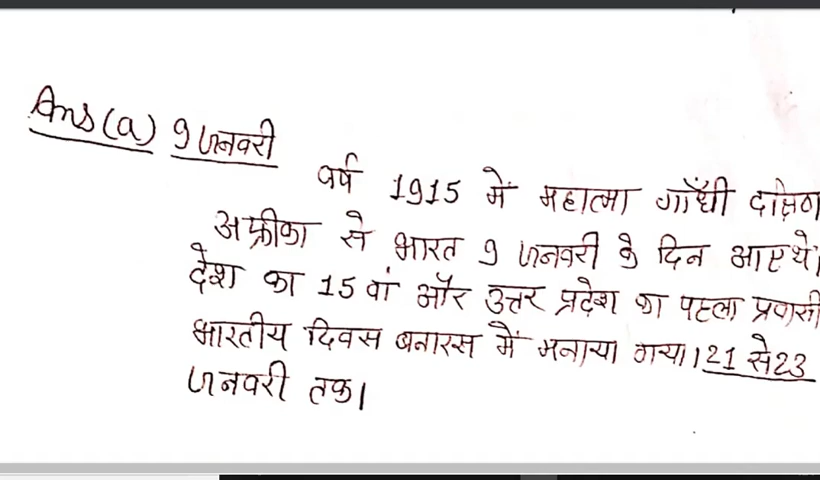 Ans (a) 9 जनवरी
वर्ष 1915 में महात्मा गाँधी दक्षिण
अफ्रीका से भारत 9 जनवरी के दिन आए थे।
देश का 15 वां और उत्तर प्रदेश का पहला प्रवासी
भारतीय दिवस बनारस में मनाया गया। 21 से 23
जनवरी तक।